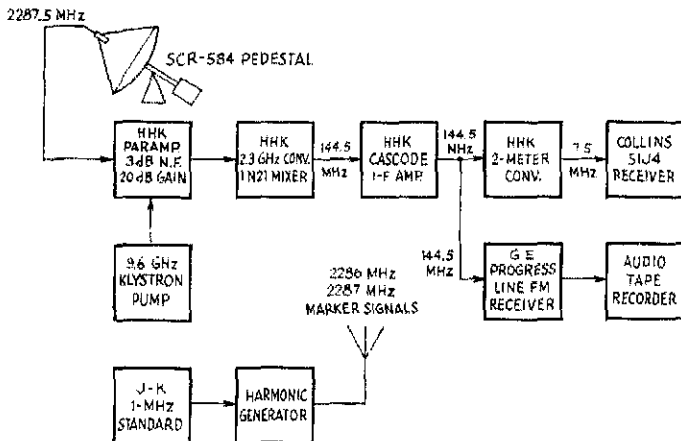 2287.5 MHz
SCR-584 PEDESTAL
HHK
PARAMP.
3dB N.F.
20dB GAIN
HHK
2.3 GHz CONV.
1N21 MIXER
144.5
MHz
HHK
CASCODE
I-F AMP.
144.5
NHz
HHK
2-METER
CONV.
7.5
MHz
COLLINS
51J4
RECEIVER
9.6 GHz
KLYSTRON
PUMP
144.5
MHz
G E
PROGRESS
LINE FM
RECEIVER
AUDIO
TAPE
RECORDER
2286 MHz
2287 MHz
MARKER SIGNALS
J-K
1-MHz
STANDARD
HARMONIC
GENERATOR